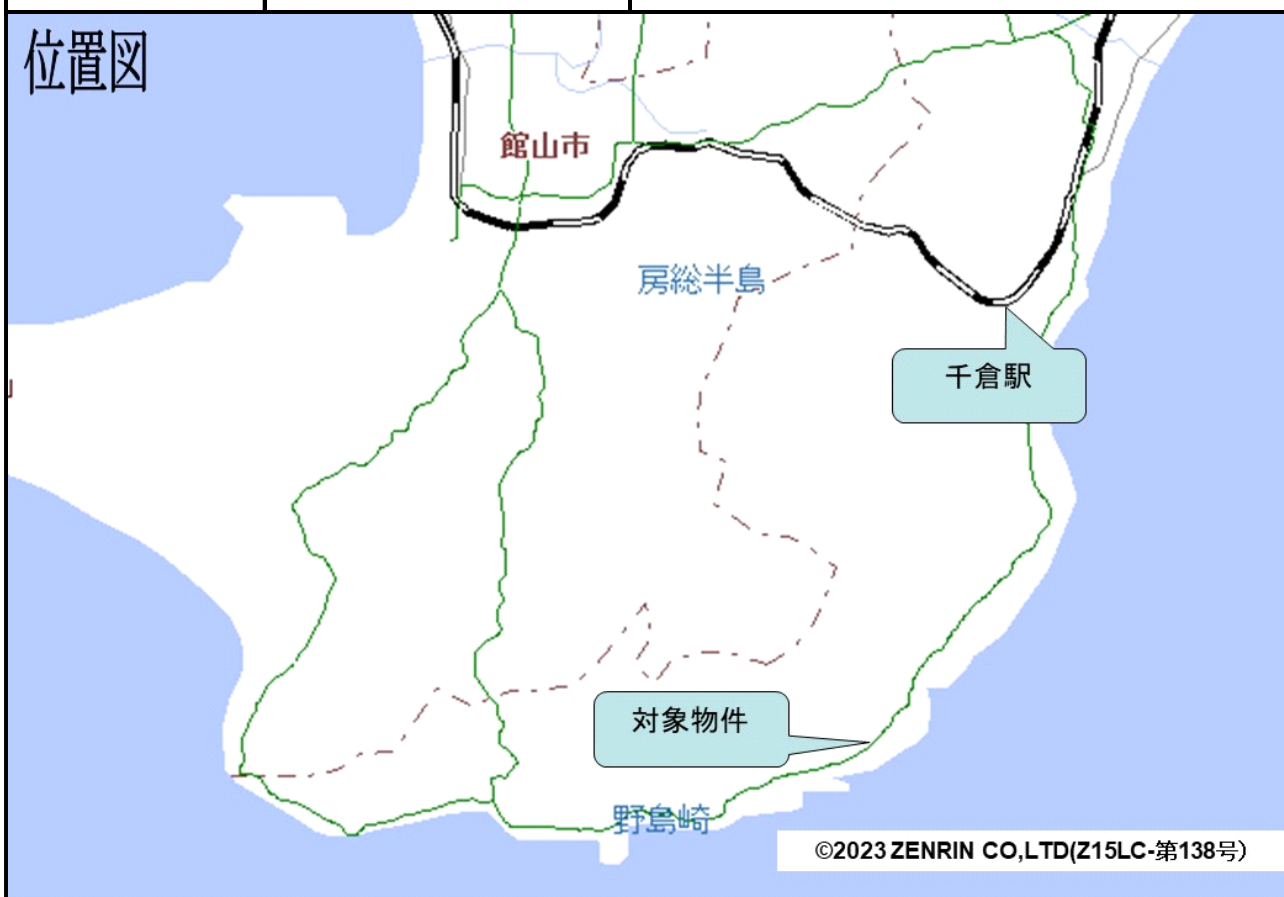 位置図
館山市
房総半島
千倉駅
対象物件
野島崎
©2023 ZENRIN CO,LTD(Z15LC-第138号)